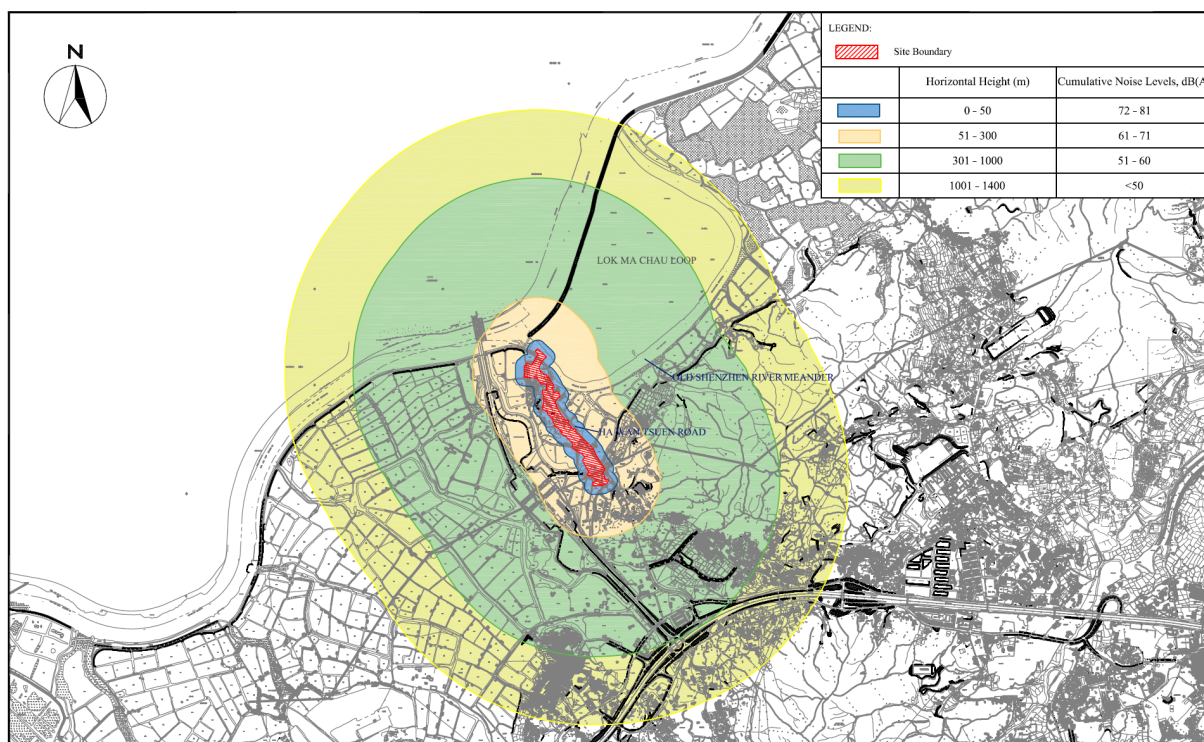 N
LEGEND:
Site Boundary
Horizontal Height (m) Cumulative Noise Levels, dB(A
0 - 50 72 - 81
51 - 300 61 - 71
301 - 1000 51 - 60
1001 - 1400 <50
LOK MA CHAU LOOP
OLD SHENZHEN RIVER MEANDER
HA WAN TSUEN ROAD